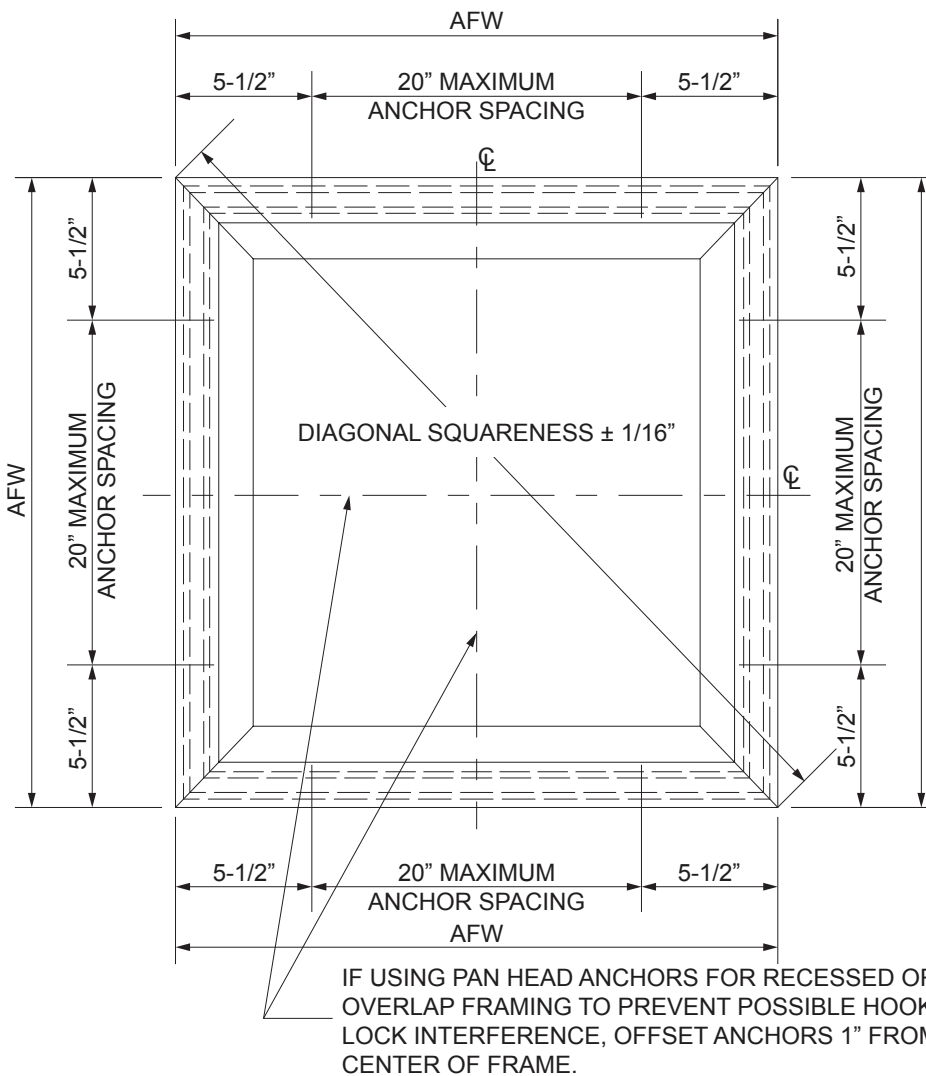 AFW
5-1/2”
20” MAXIMUM
ANCHOR SPACING
5-1/2”
℄
5-1/2”
5-1/2”
AFW
20” MAXIMUM
ANCHOR SPACING
DIAGONAL SQUARENESS ± 1/16”
℄
20” MAXIMUM
ANCHOR SPACING
5-1/2”
5-1/2”
5-1/2”
20” MAXIMUM
ANCHOR SPACING
5-1/2”
AFW
IF USING PAN HEAD ANCHORS FOR RECESSED
OVERLAP FRAMING TO PREVENT POSSIBLE HOOK
LOCK INTERFERENCE, OFFSET ANCHORS 1” FROM
CENTER OF FRAME.